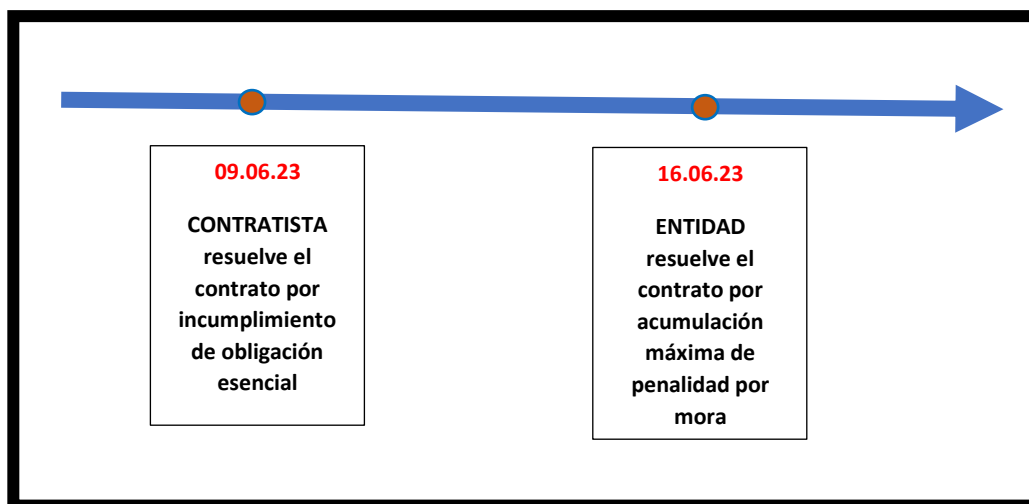 09.06.23
CONTRATISTA
resuelve el
contrato por
incumplimiento
de obligación
esencial
16.06.23
ENTIDAD
resuelve el
contrato por
acumulación
máxima de
penalidad por
mora